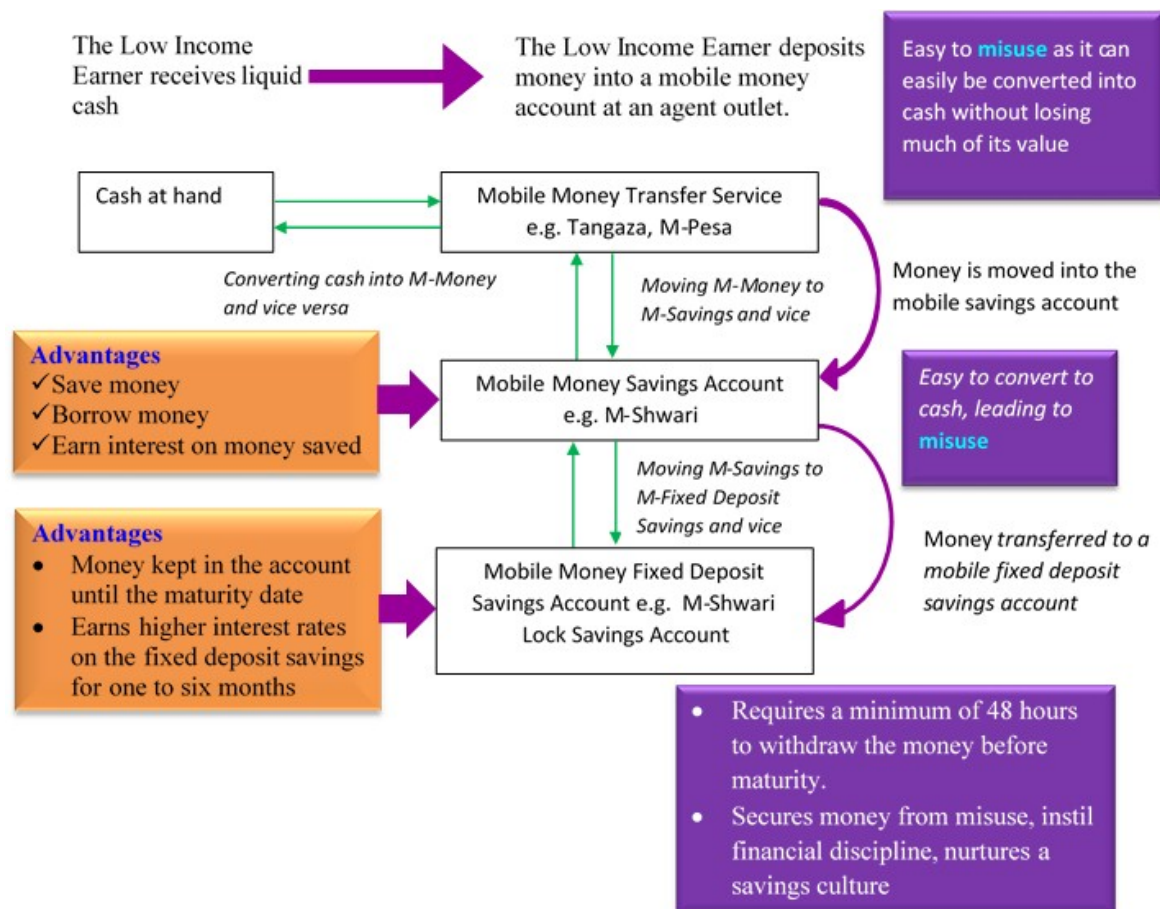 The Low Income
Earner receives liquid
cash
The Low Income Earner deposits
money into a mobile money
account at an agent outlet.
Easy to misuse as it can
easily be converted into
cash without losing
much of its value
Cash at hand
Mobile Money Transfer Service
e.g. Tangaza, M-Pesa
Converting cash into M-Money
and vice versa
Moving M-Money to
M-Savings and vice
Money is moved into the
mobile savings account
Advantages
✓Save money
✓Borrow money
✓Earn interest on money saved
Mobile Money Savings Account
e.g. M-Shwari
Easy to convert to
cash, leading to
misuse
Moving M-Savings to
M-Fixed Deposit
Savings and vice
Advantages
• Money kept in the account
until the maturity date
• Earns higher interest rates
on the fixed deposit savings
for one to six months
Mobile Money Fixed Deposit
Savings Account e.g. M-Shwari
Lock Savings Account
Money transferred to a
mobile fixed deposit
savings account
• Requires a minimum of 48 hours
to withdraw the money before
maturity.
• Secures money from misuse, instil
financial discipline, nurtures a
savings culture